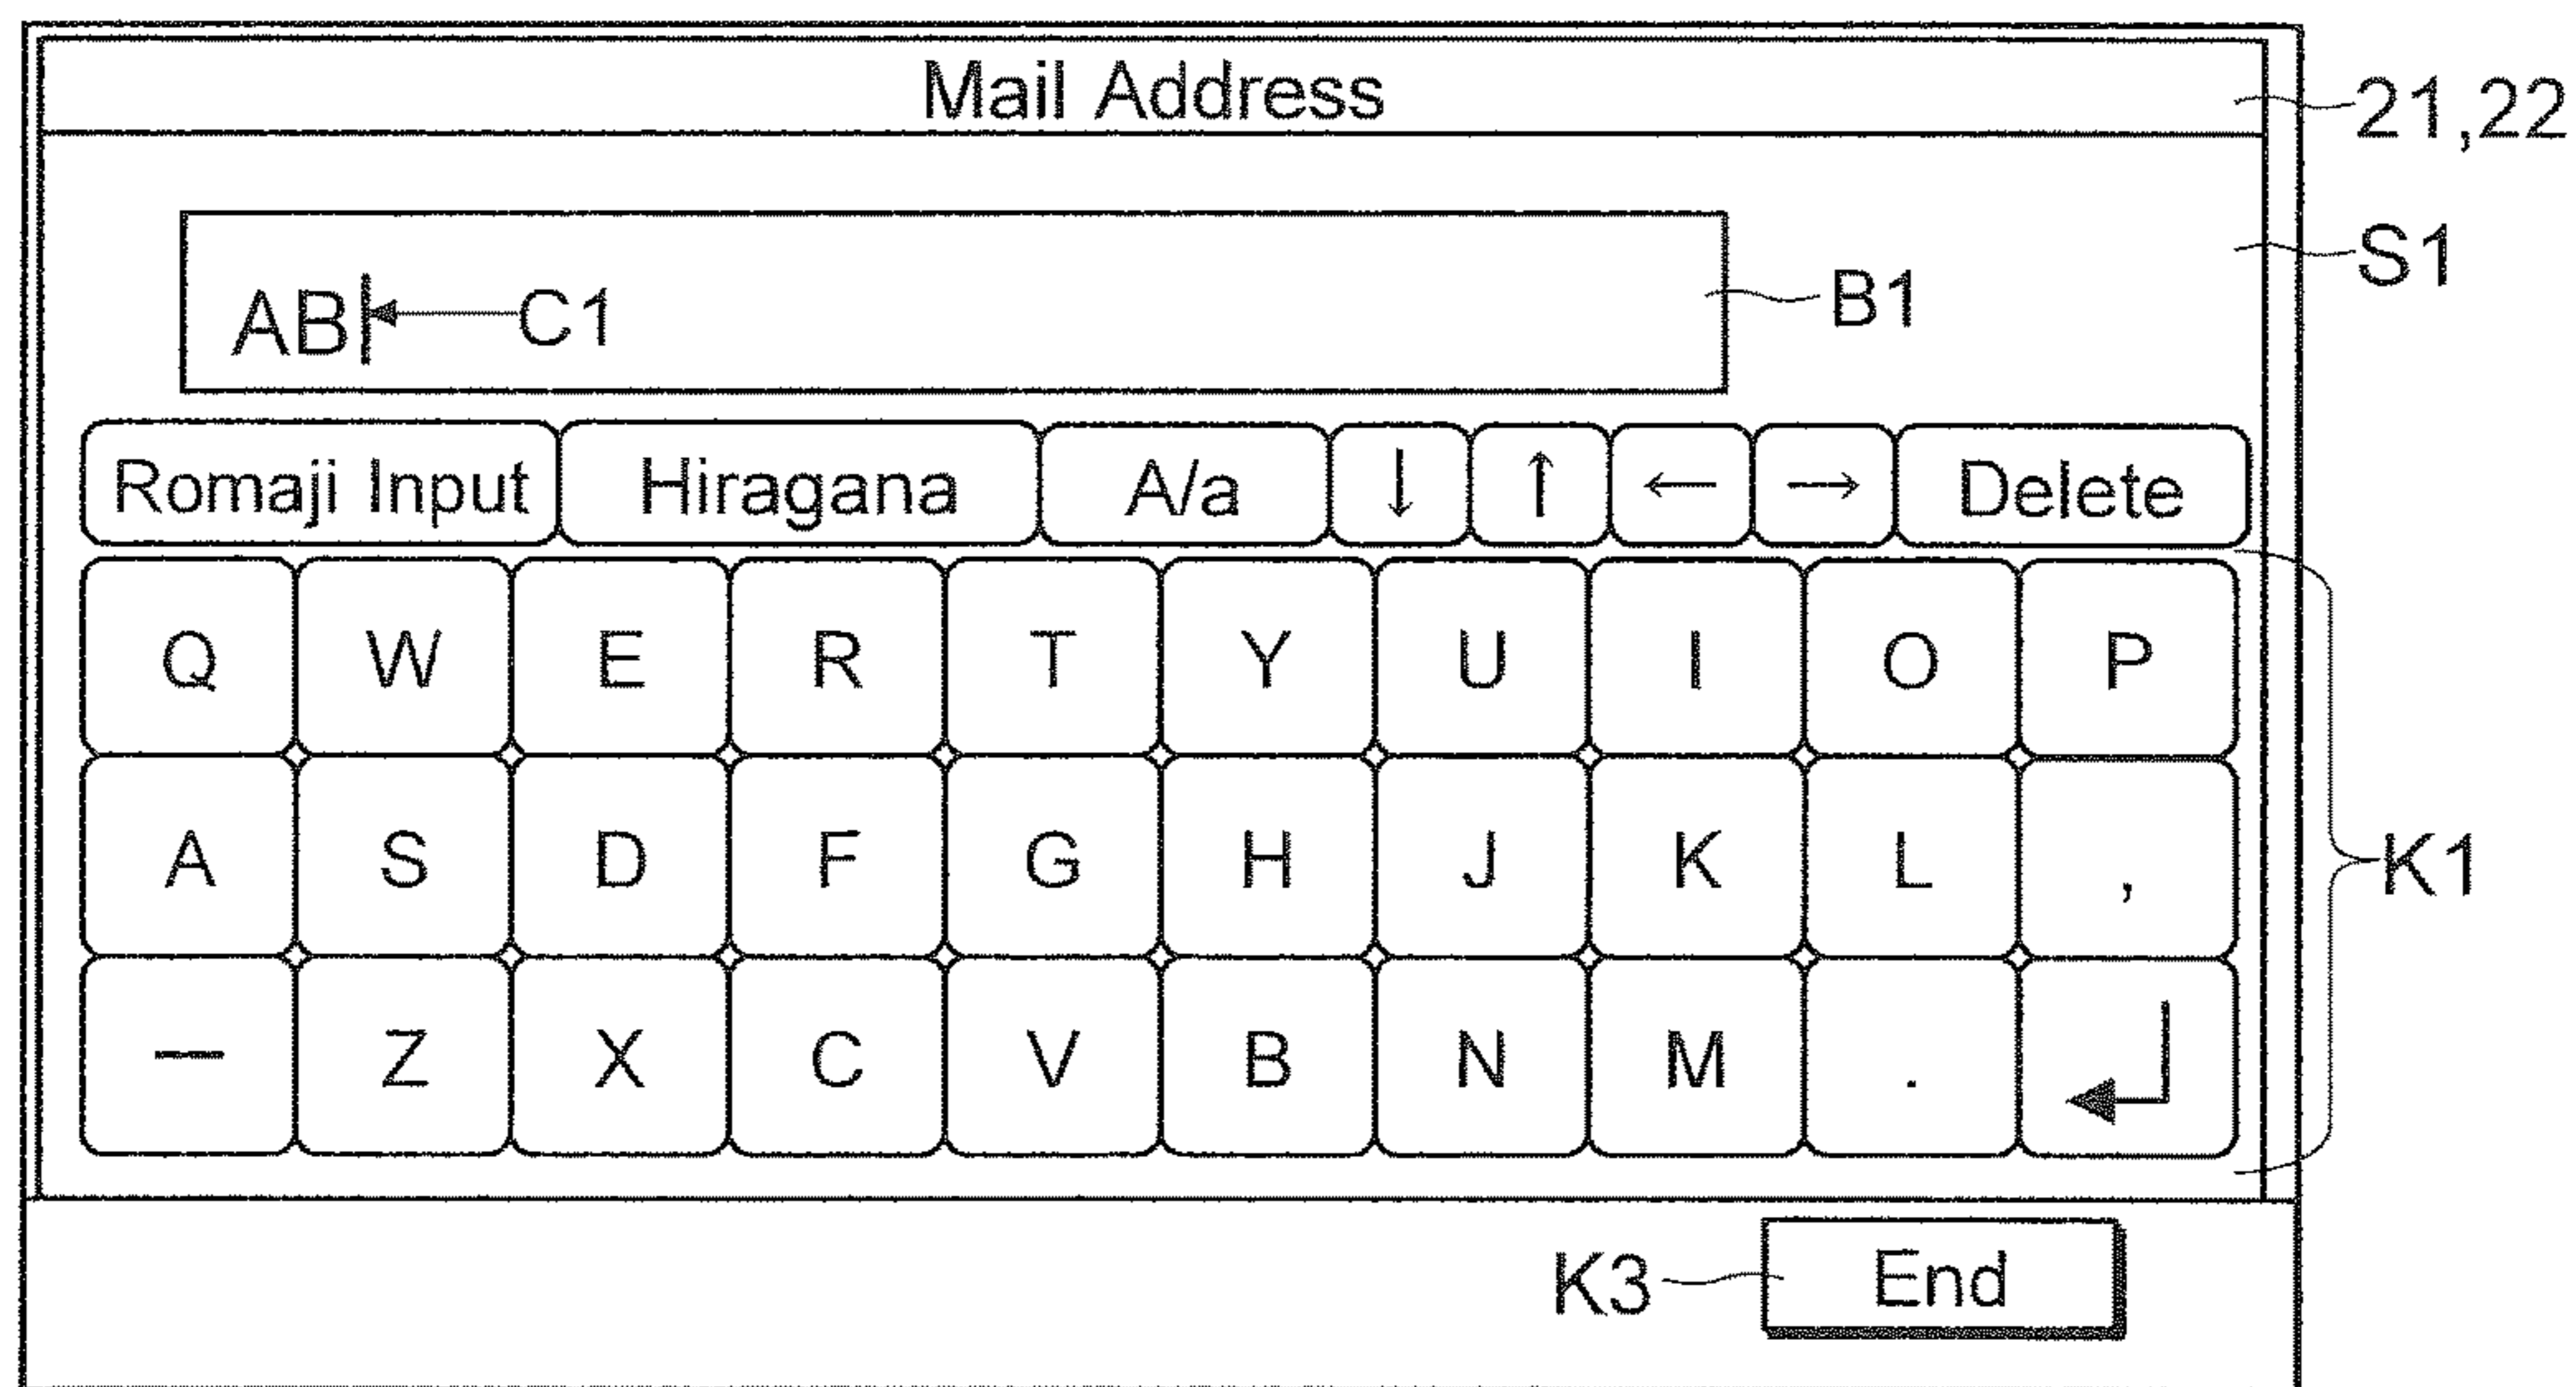 Mail Address
21,22
S1
AB| C1 B1
Romaji Input Hiragana A/a ↓ ↑ ← → Delete
Q W E R T Y U I O P
A S D F G H J K L ,
K1
— Z X C V B N M . ↵
K3 End